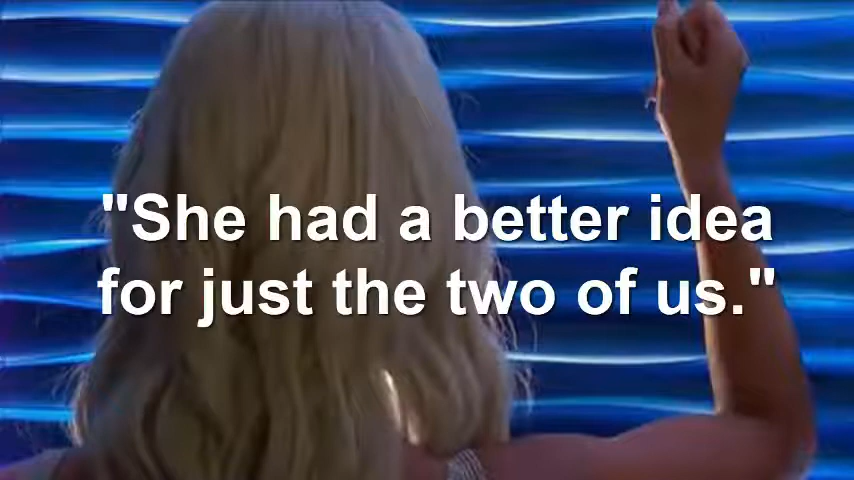 "She had a better idea
for just the two of us."